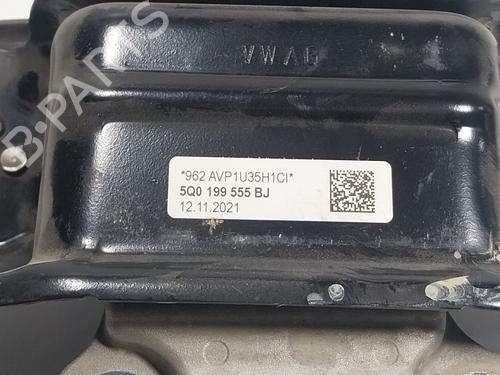 VWAG
*962 AVP1U35H1CI*
5Q0 199 555 BJ
12.11.2021
B-PARTS